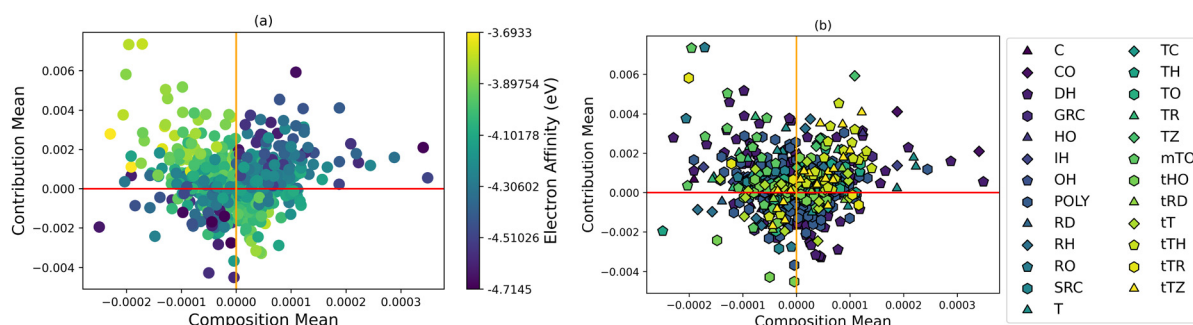 (a)
Contribution Mean
0.006
0.004
0.002
0.000
−0.002
−0.004
−0.0002
−0.0001
0.0000
0.0001
0.0002
0.0003
Composition Mean
-3.6933
-3.89754
-4.10178
-4.30602
-4.51026
-4.7145
Electron Affinity (eV)
(b)
Contribution Mean
0.006
0.004
0.002
0.000
−0.002
−0.004
−0.0002
−0.0001
0.0000
0.0001
0.0002
0.0003
Composition Mean
C
CO
DH
GRC
HO
IH
OH
POLY
RD
RH
RO
SRC
T
TC
TH
TO
TR
TZ
mTO
tHO
tRD
tT
tTH
tTR
tTZ